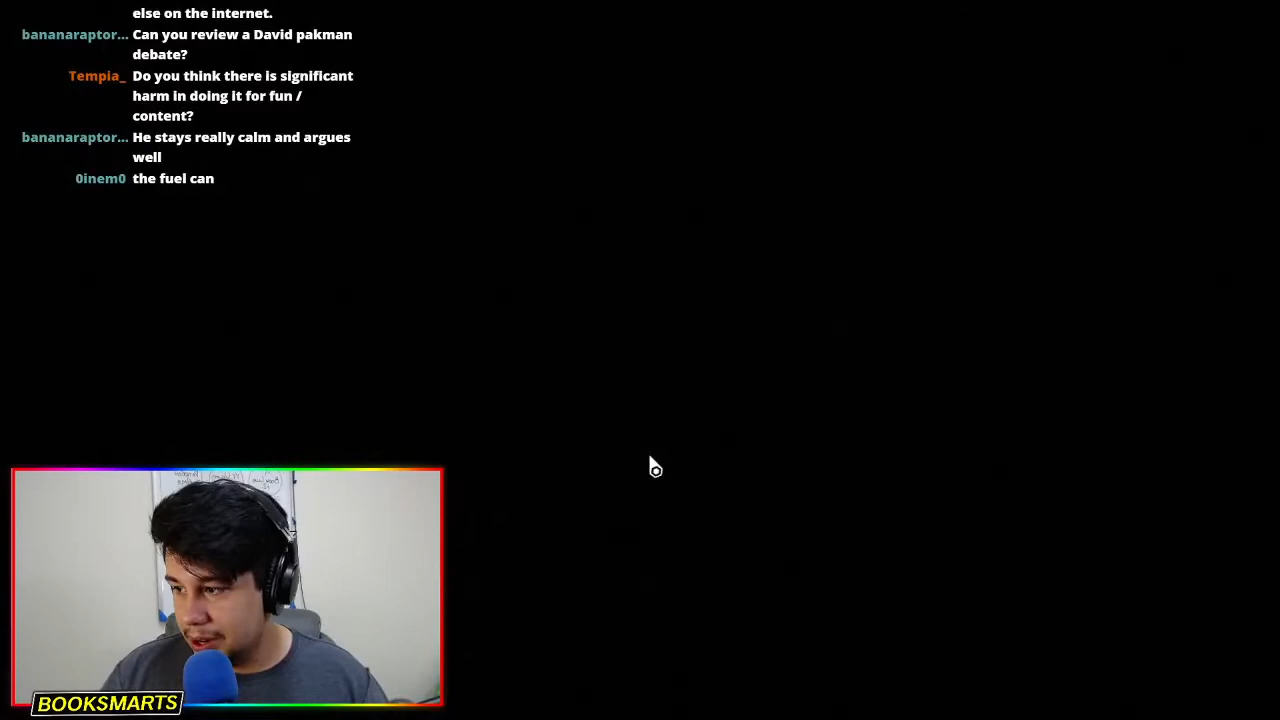 else on the internet.
bananaraptor... Can you review a David pakman
debate?
Tempia_ Do you think there is significant
harm in doing it for fun /
content?
bananaraptor... He stays really calm and argues
well
0inem0 the fuel can
BOOKSMARTS